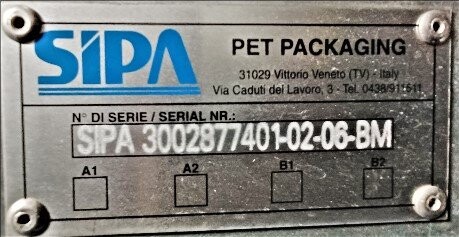 SIPA
PET PACKAGING
31029 Vittorio Veneto (TV) - Italy
Via Caduti del Lavoro, 3 - Tel. 0438/911511
N° DI SERIE / SERIAL NR.:
SIPA 3002877401-02-06-BM
A1 A2 B1 B2